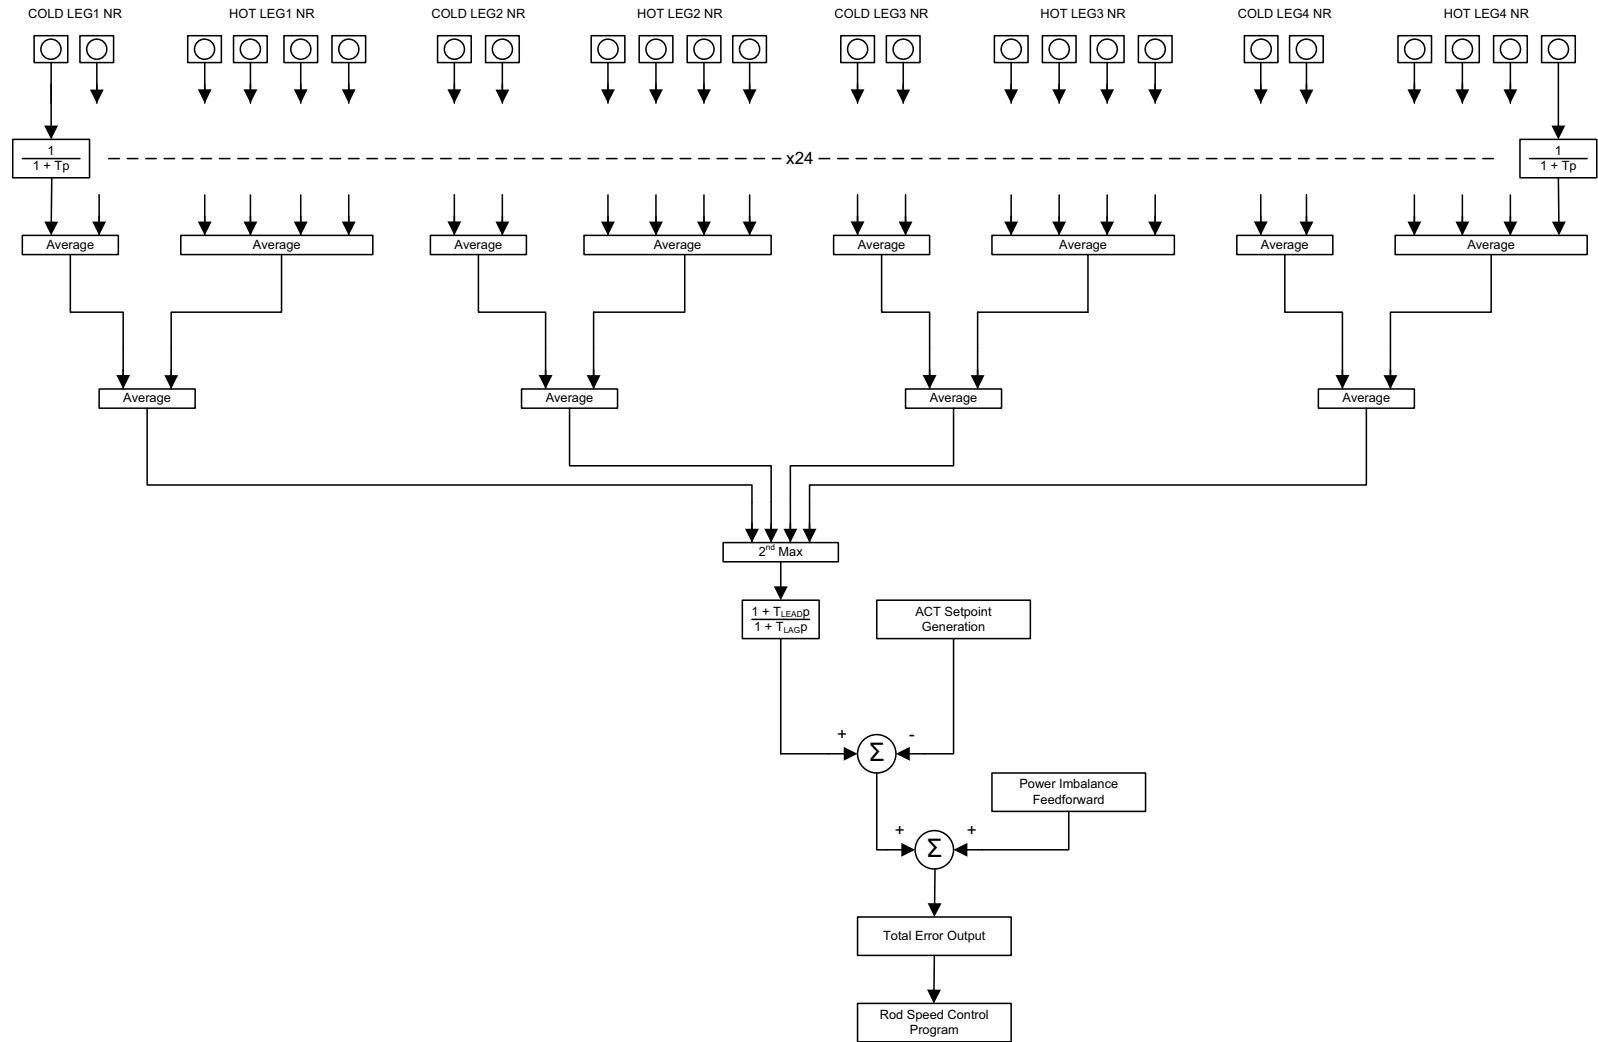 COLD LEG1 NR
HOT LEG1 NR
COLD LEG2 NR
HOT LEG2 NR
COLD LEG3 NR
HOT LEG3 NR
COLD LEG4 NR
HOT LEG4 NR
1
1 + Tp
x24
1
1 + Tp
Average
Average
Average
Average
Average
Average
Average
Average
Average
Average
Average
Average
2nd Max
1 + TLEADp
1 + TLAGp
ACT Setpoint
Generation
+
-
Σ
Power Imbalance
Feedforward
+
+
Σ
Total Error Output
Rod Speed Control
Program